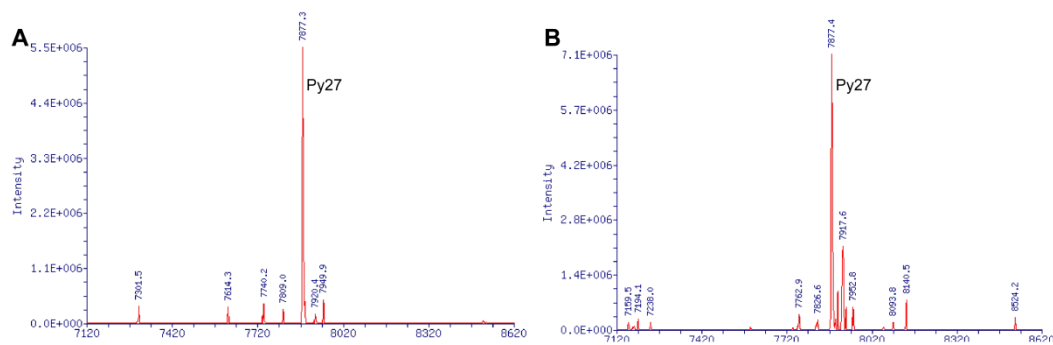 A
5.5E+006
4.4E+006
3.3E+006
2.2E+006
1.1E+006
0.0E+000
Intensity
7301.5
7614.3
7740.2
7809.0
7877.3
7920.4
7949.9
Py27
7120 7420 7720 8020 8320 8620
B
7.1E+006
5.7E+006
4.2E+006
2.8E+006
1.4E+006
0.0E+000
Intensity
7159.5
7194.1
7238.0
7762.9
7826.6
7877.4
7917.6
7952.8
8093.8
8140.5
8524.2
Py27
7120 7420 7720 8020 8320 8620